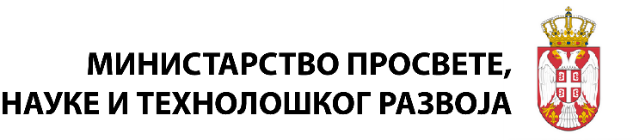 МИНИСТАРСТВО ПРОСВЕТЕ,
НАУКЕ И ТЕХНОЛОШКОГ РАЗВОЈА